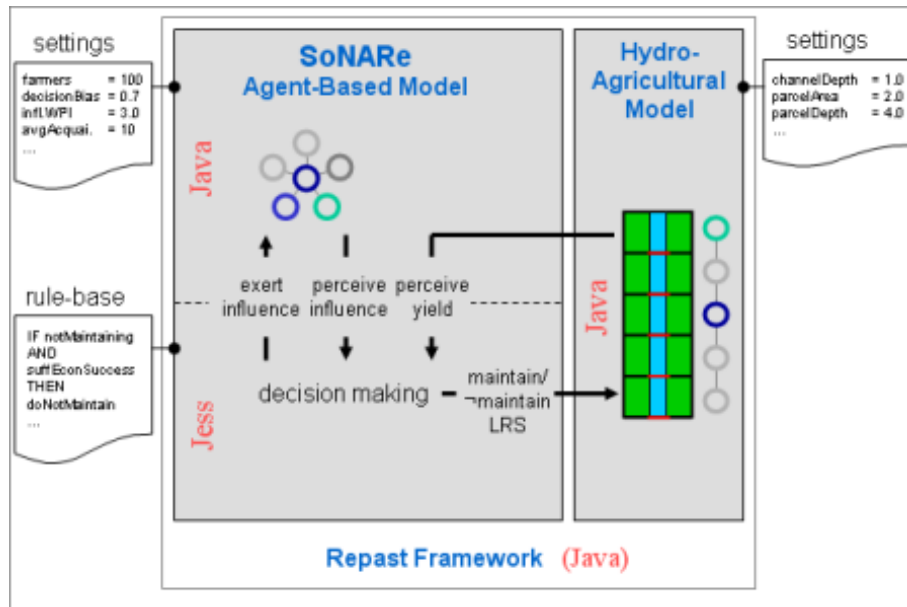 settings
farmers = 100
decisionBias = 0.7
inflLWPI = 3.0
avgAcquai. = 10
...
rule-base
IF notMaintaining
AND
suffEconSuccess
THEN
doNotMaintain
...
SoNARe
Agent-Based Model
Java
exert
influence
perceive
influence
perceive
yield
decision making
Jess
maintain/
¬maintain
LRS
Hydro-
Agricultural
Model
Java
settings
channelDepth = 1.0
parcelArea = 2.0
parcelDepth = 4.0
...
Repast Framework (Java)